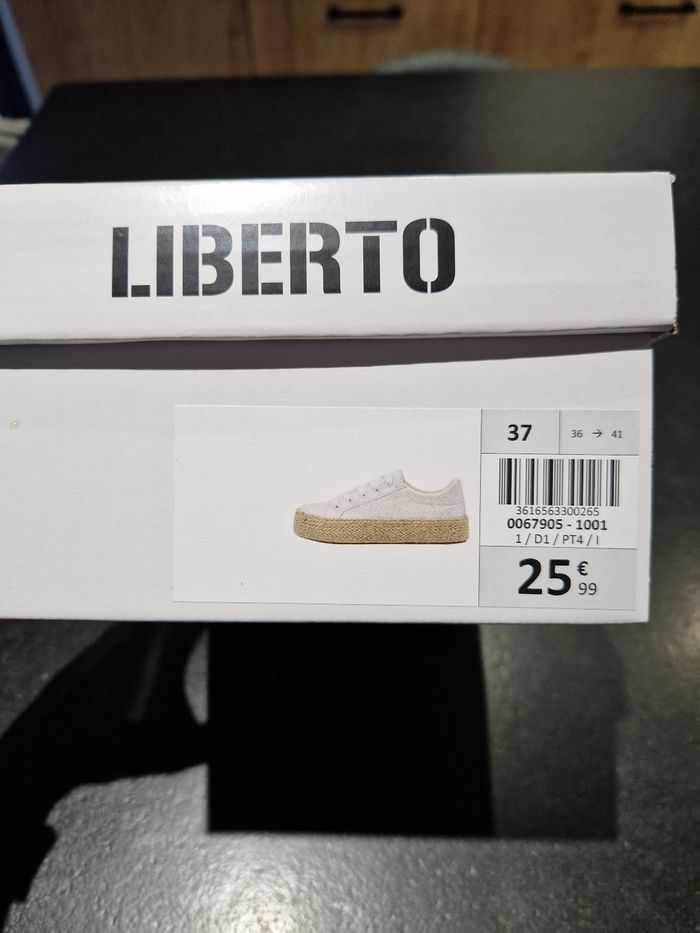 LIBERTO
37
36 → 41
3616563300265
0067905 - 1001
1 / D1 / PT4 / I
25 €99